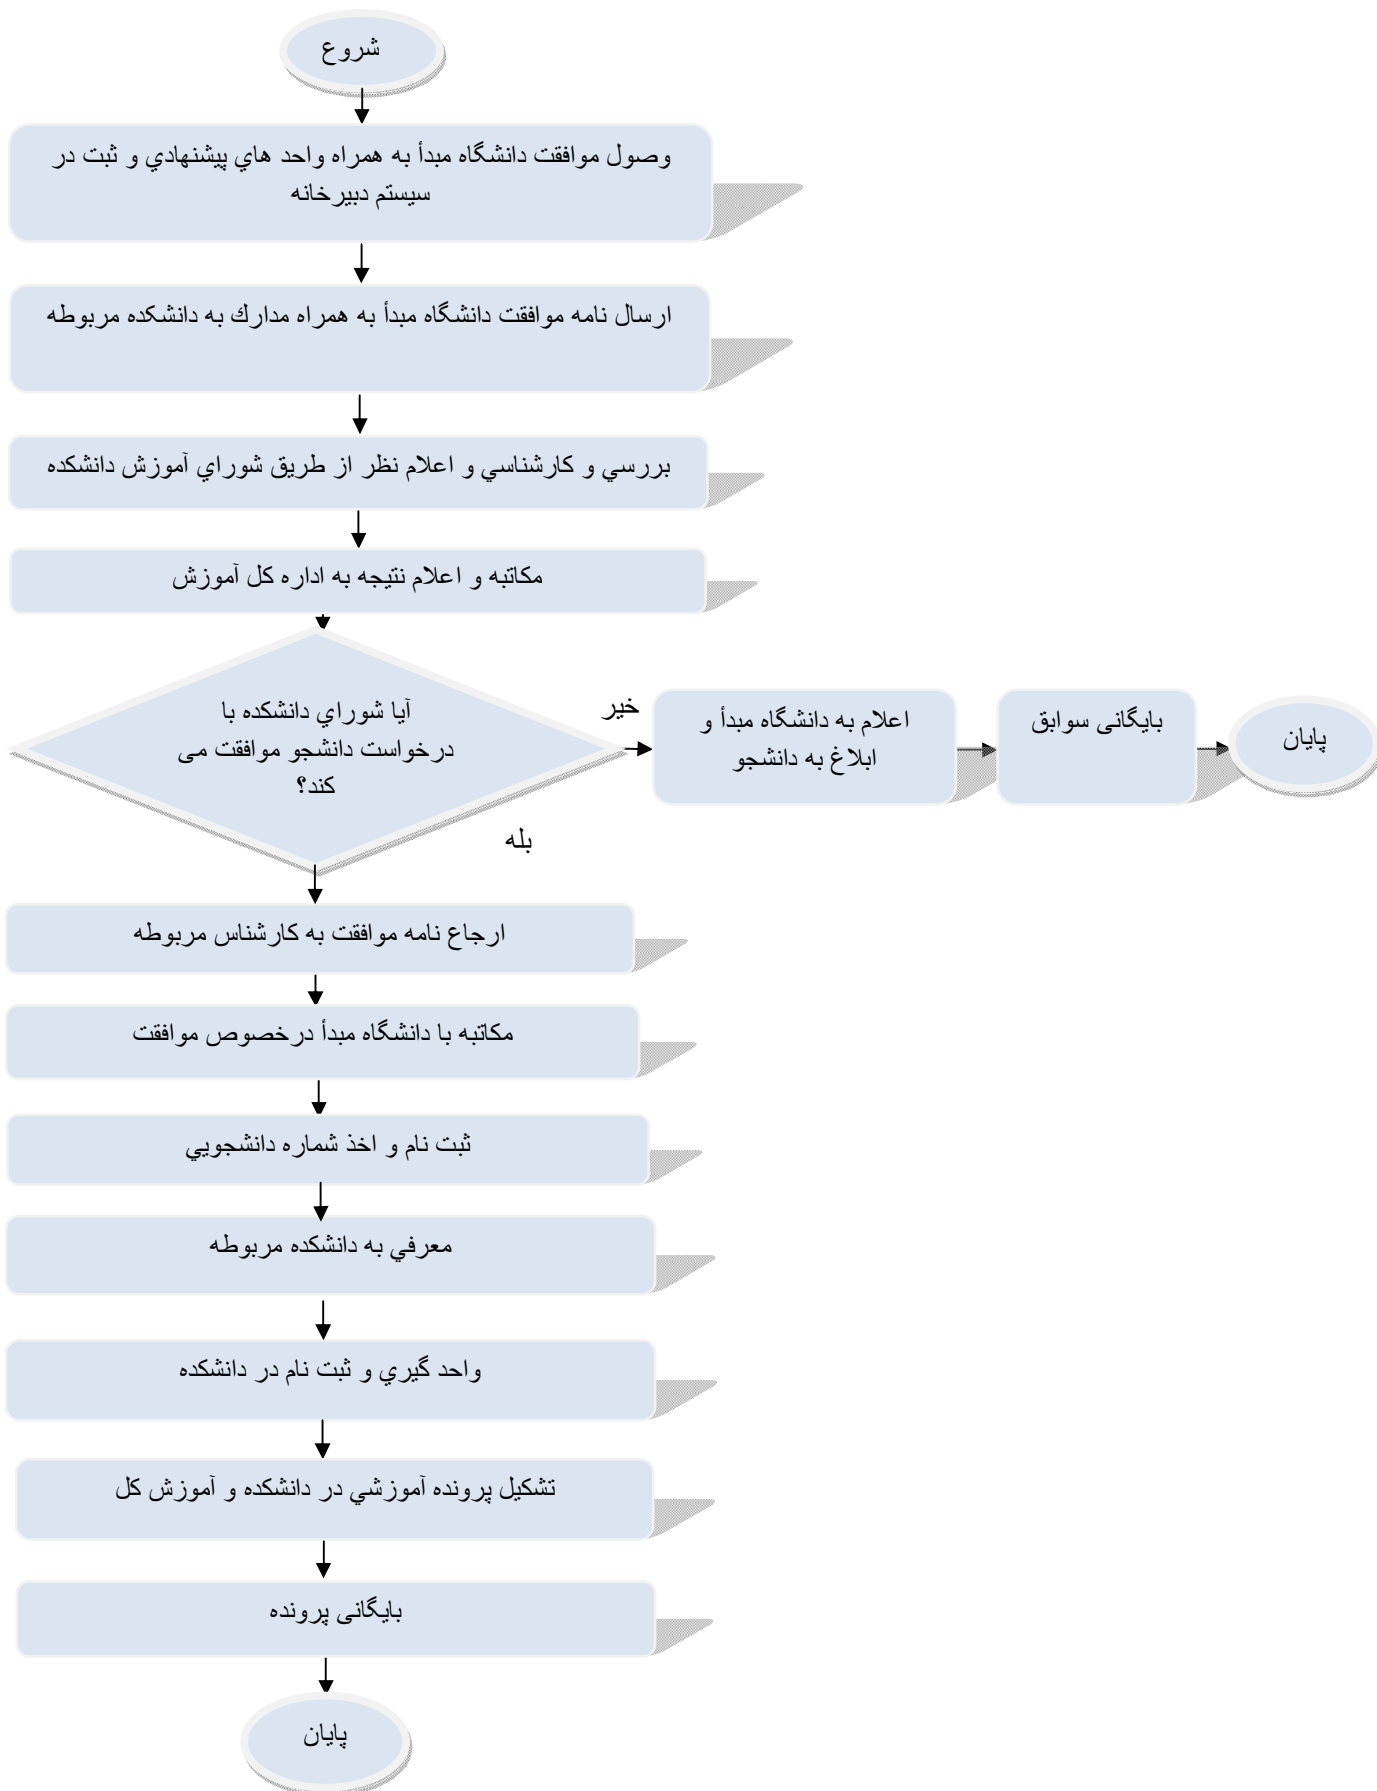 شروع
وصول موافقت دانشگاه مبدأ به همراه واحد هاي پيشنهادي و ثبت در
سيستم دبيرخانه
ارسال نامه موافقت دانشگاه مبدأ به همراه مدارك به دانشكده مربوطه
بررسي و كارشناسي و اعلام نظر از طريق شوراي آموزش دانشكده
مكاتبه و اعلام نتيجه به اداره كل آموزش
آيا شوراي دانشكده با
درخواست دانشجو موافقت می
كند؟
خير
اعلام به دانشگاه مبدأ و
ابلاغ به دانشجو
بايگانی سوابق
پايان
بله
ارجاع نامه موافقت به كارشناس مربوطه
مكاتبه با دانشگاه مبدأ درخصوص موافقت
ثبت نام و اخذ شماره دانشجويي
معرفي به دانشكده مربوطه
واحد گيري و ثبت نام در دانشكده
تشكيل پرونده آموزشي در دانشكده و آموزش كل
بايگانی پرونده
پايان